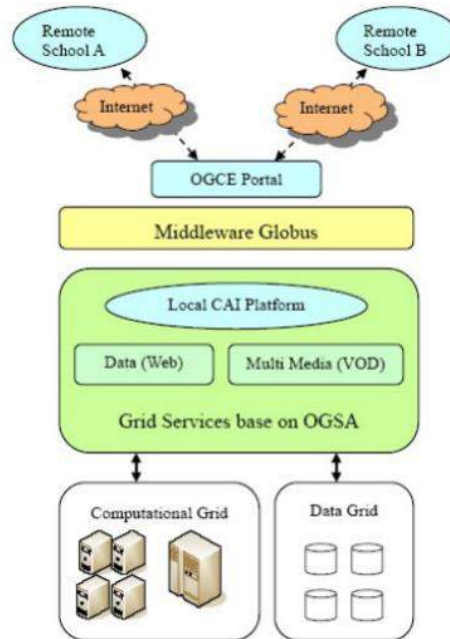 Remote
School A
Remote
School B
Internet
Internet
OGCE Portal
Middleware Globus
Local CAI Platform
Data (Web)
Multi Media (VOD)
Grid Services base on OGSA
Computational Grid
Data Grid